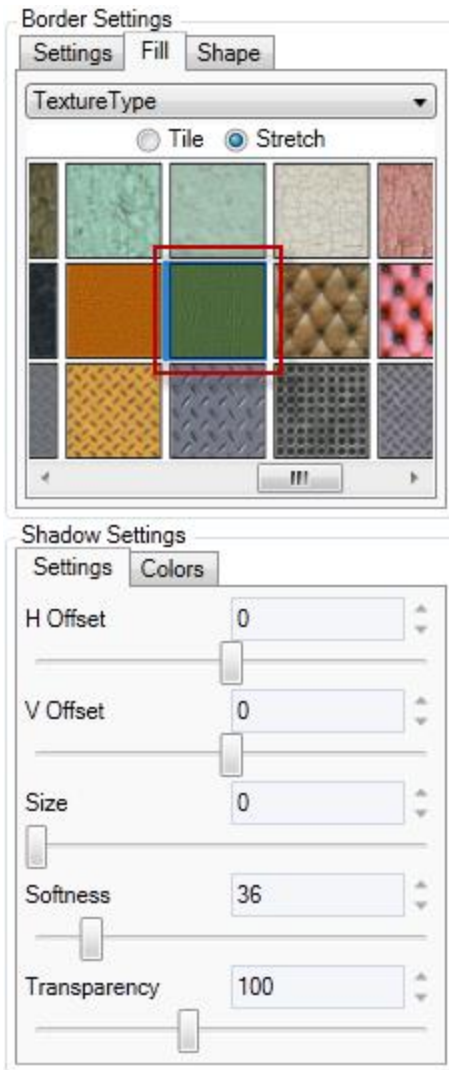 Border Settings
Settings Fill Shape
TextureType
Tile Stretch
Shadow Settings
Settings Colors
H Offset 0
V Offset 0
Size 0
Softness 36
Transparency 100